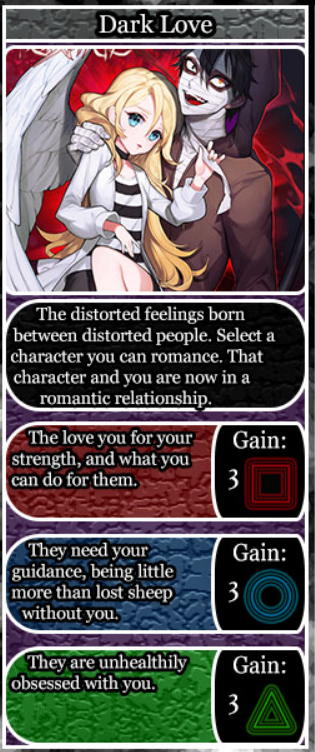 Dark Love
The distorted feelings born
between distorted people. Select a
character you can romance. That
character and you are now in a
romantic relationship.
The love you for your
strength, and what you
can do for them.
Gain:
3
They need your
guidance, being little
more than lost sheep
without you.
Gain:
3
They are unhealthily
obsessed with you.
Gain:
3